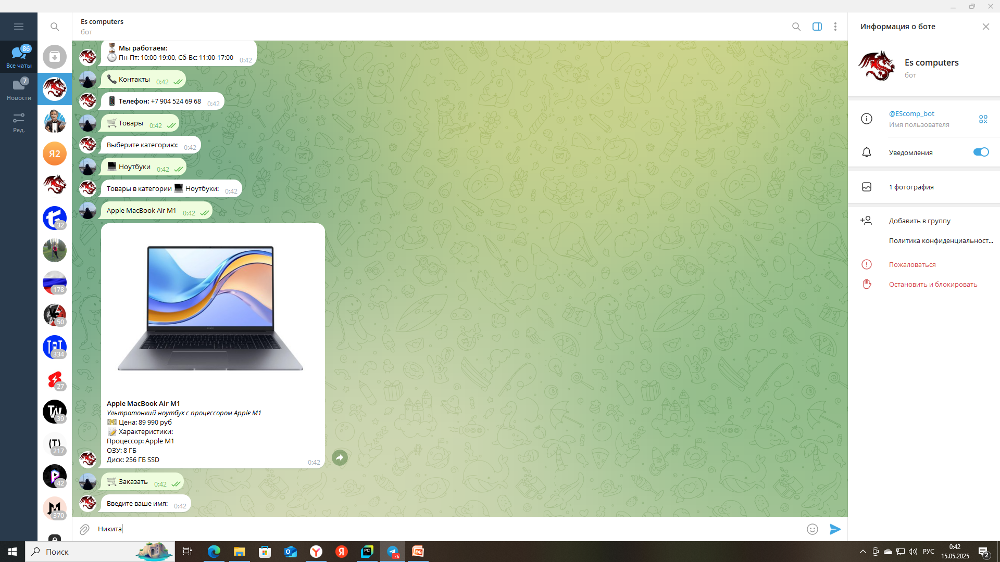 Es computers
бот
Мы работаем:
Пн-Пт: 10:00-19:00, Сб-Вс: 11:00-17:00 0:42
Контакты 0:42
Телефон: +7 904 524 69 68 0:42
Товары 0:42
Выберите категорию: 0:42
Ноутбуки 0:42
Товары в категории Ноутбуки: 0:42
Apple MacBook Air M1 0:42
Apple MacBook Air M1
Ультратонкий ноутбук с процессором Apple M1
Цена: 89 990 руб
Характеристики:
Процессор: Apple M1
ОЗУ: 8 ГБ
Диск: 256 ГБ SSD
0:42
Заказать 0:42
Введите ваше имя: 0:42
Никита
86
Все чаты
7
Новости
Ред.
Я2
32
178
50
334
27
39
217
42
370
Информация о боте
Es computers
бот
@EScomp_bot
Имя пользователя
Уведомления
1 фотография
Добавить в группу
Политика конфиденциальност...
Пожаловаться
Остановить и блокировать
Поиск
PC
.76
РУС
0:42
15.05.2025
2